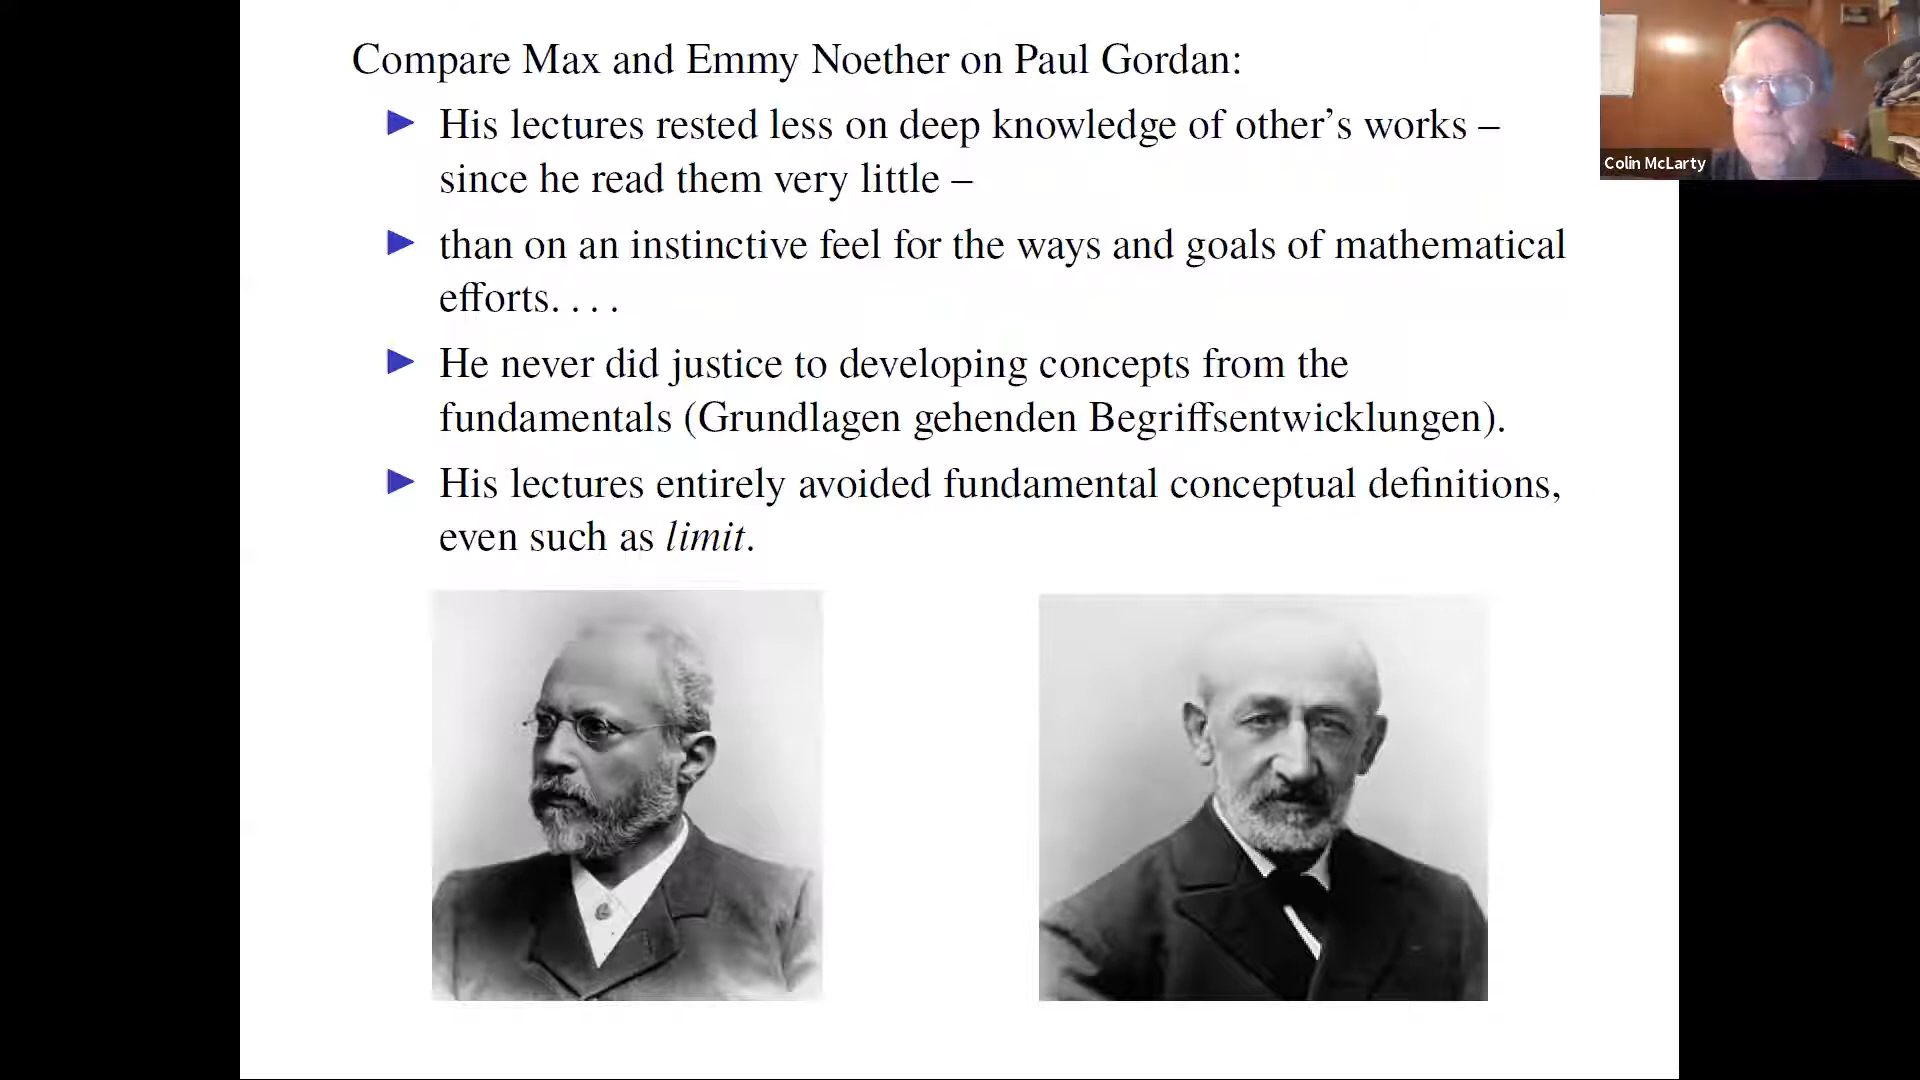 Compare Max and Emmy Noether on Paul Gordan:
His lectures rested less on deep knowledge of other’s works –
since he read them very little –
than on an instinctive feel for the ways and goals of mathematical
efforts. . . .
He never did justice to developing concepts from the
fundamentals (Grundlagen gehenden Begriffsentwicklungen).
His lectures entirely avoided fundamental conceptual definitions,
even such as limit.
Colin McLarty